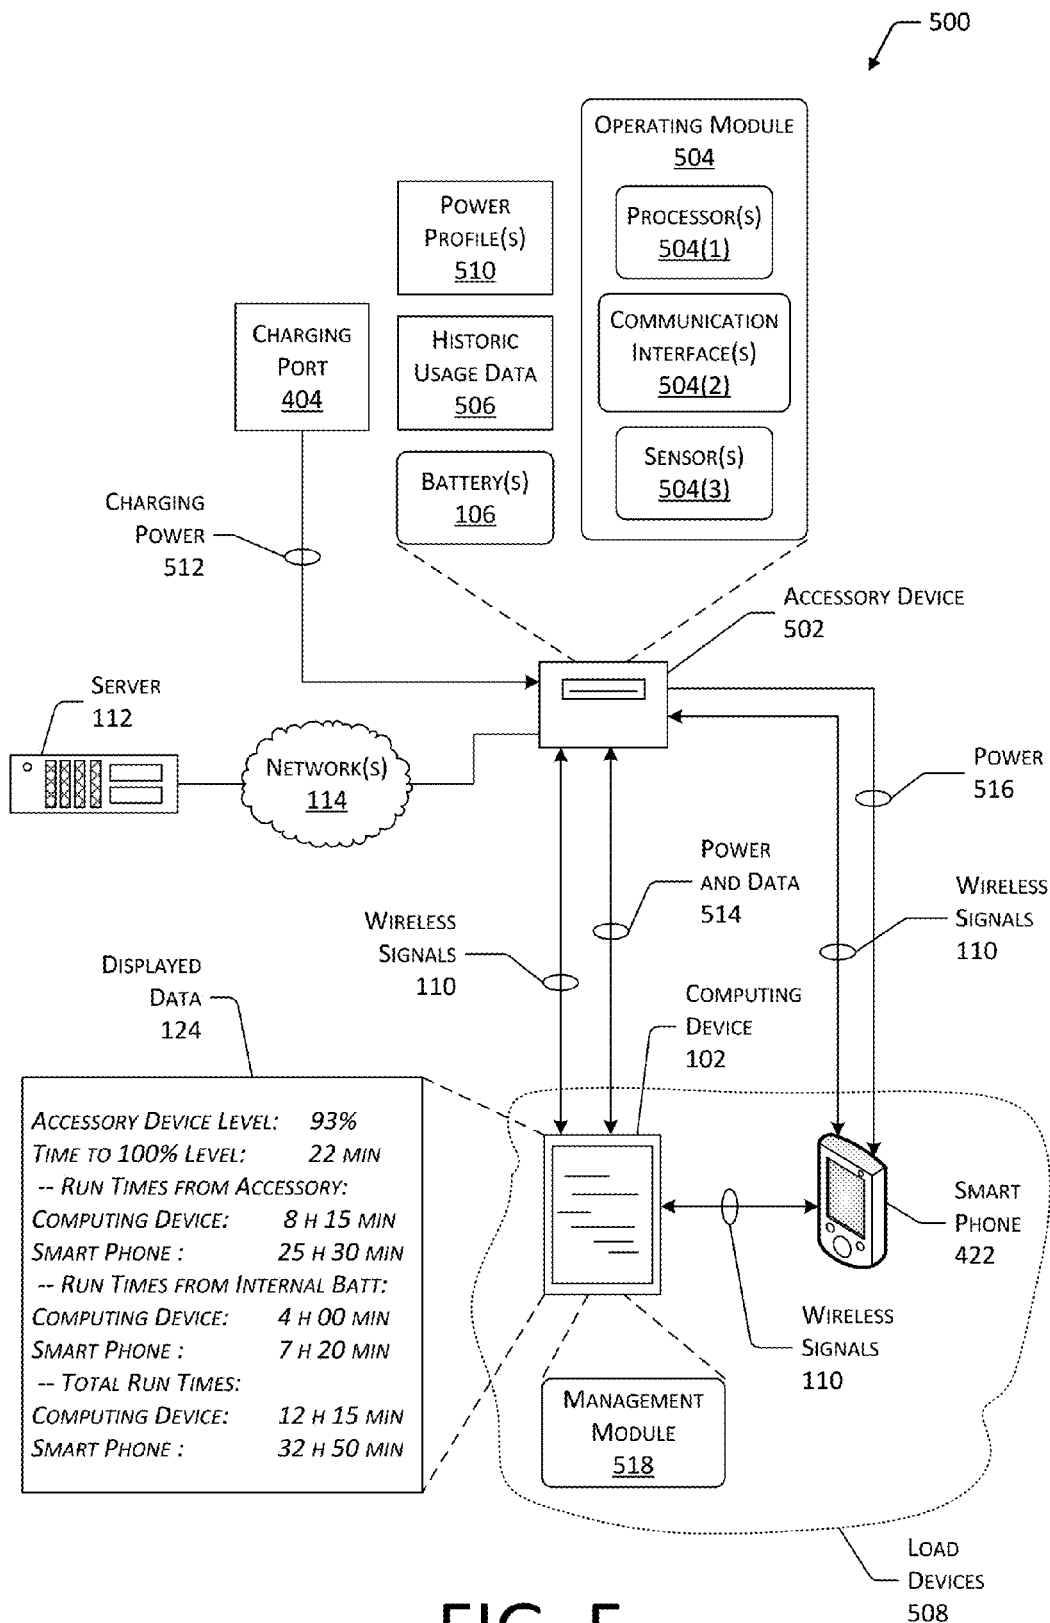 500
OPERATING MODULE
504
PROCESSOR(S)
504(1)
COMMUNICATION
INTERFACE(S)
504(2)
SENSOR(S)
504(3)
POWER
PROFILE(S)
510
HISTORIC
USAGE DATA
506
BATTERY(S)
106
CHARGING
PORT
404
CHARGING
POWER
512
ACCESSORY DEVICE
502
SERVER
112
NETWORK(S)
114
POWER
516
POWER
AND DATA
514
WIRELESS
SIGNALS
110
WIRELESS
SIGNALS
110
DISPLAYED
DATA
124
COMPUTING
DEVICE
102
ACCESSORY DEVICE LEVEL: 93%
TIME TO 100% LEVEL: 22 MIN
-- RUN TIMES FROM ACCESSORY:
COMPUTING DEVICE: 8 H 15 MIN
SMART PHONE : 25 H 30 MIN
-- RUN TIMES FROM INTERNAL BATT:
COMPUTING DEVICE: 4 H 00 MIN
SMART PHONE : 7 H 20 MIN
-- TOTAL RUN TIMES:
COMPUTING DEVICE: 12 H 15 MIN
SMART PHONE : 32 H 50 MIN
SMART
PHONE
422
WIRELESS
SIGNALS
110
MANAGEMENT
MODULE
518
LOAD
DEVICES
508
FIG. 5